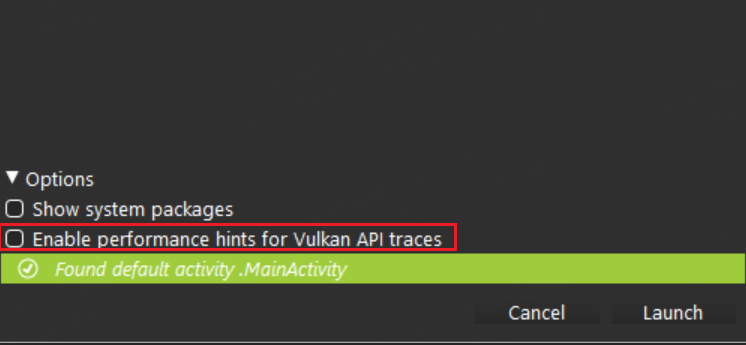 Options
Show system packages
Enable performance hints for Vulkan API traces
Found default activity .MainActivity
Cancel Launch